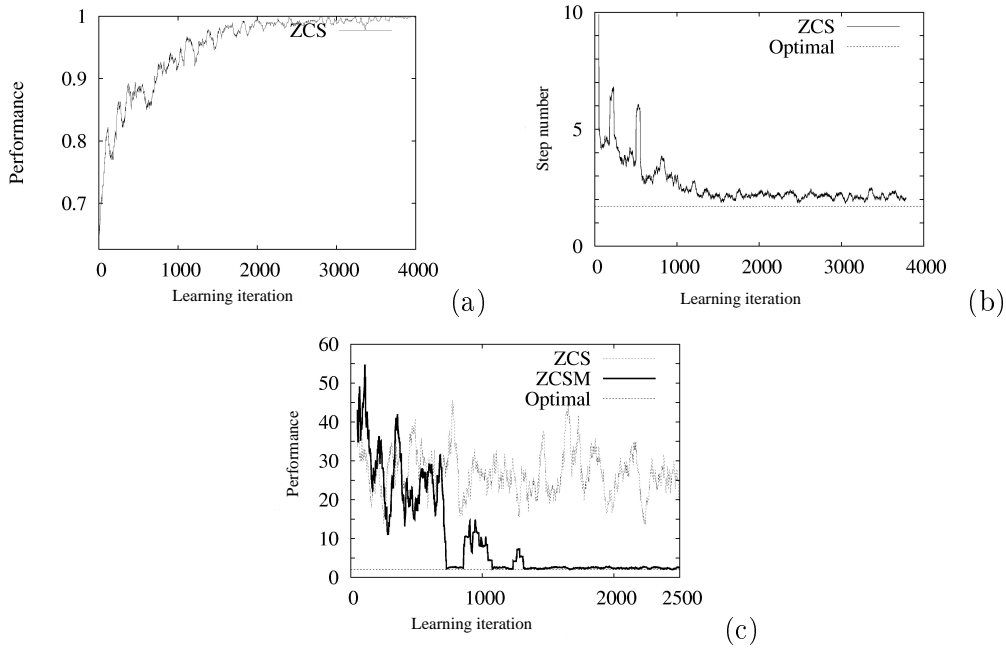 1
ZCS
0.9
Performance
0.8
0.7
0 1000 2000 3000 4000
Learning iteration
(a)
10
ZCS
Optimal
Step number
5
0
0 1000 2000 3000 4000
Learning iteration
(b)
60
ZCS
50
ZCSM
Optimal
40
Performance
30
20
10
0
0 1000 2000 2500
Learning iteration
(c)